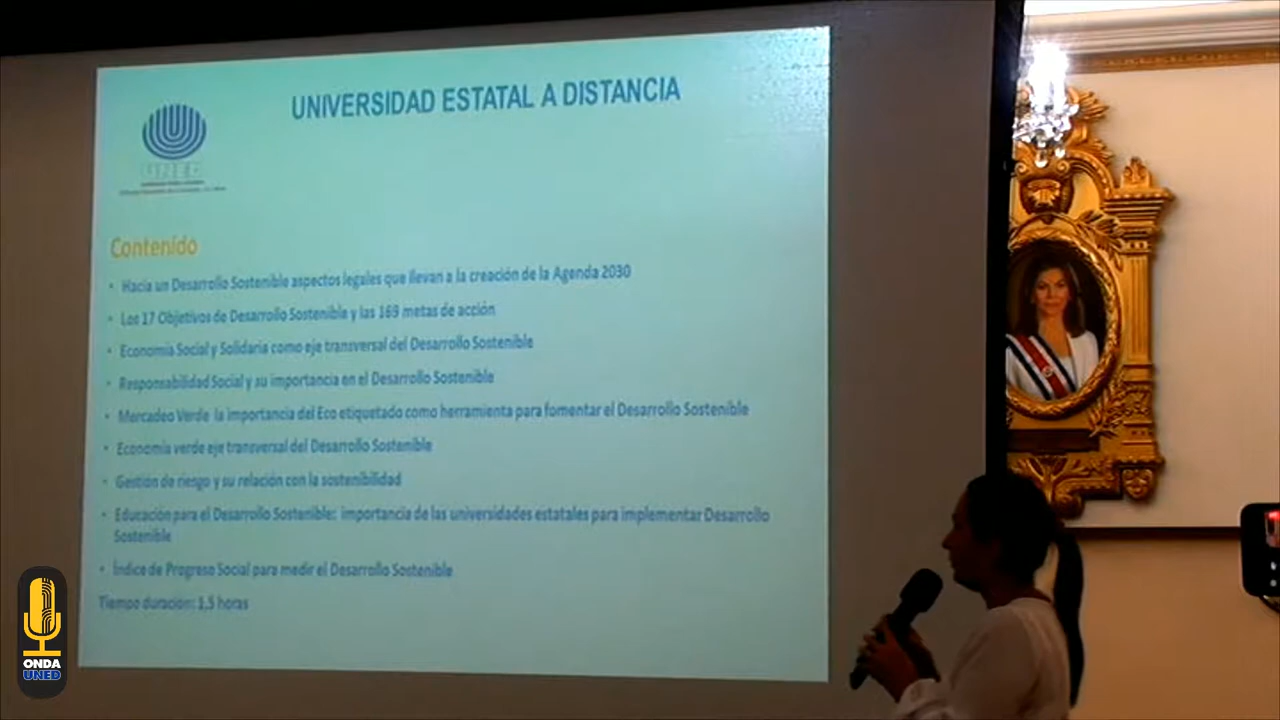 UNIVERSIDAD ESTATAL A DISTANCIA
UNED
Contenido
• Hacia un Desarrollo Sostenible aspectos legales que llevan a la creación de la Agenda 2030
• Los 17 Objetivos de Desarrollo Sostenible y las 169 metas de acción
• Economía Social y Solidaria como eje transversal del Desarrollo Sostenible
• Responsabilidad Social y su importancia en el Desarrollo Sostenible
• Mercadeo Verde la importancia del Eco etiquetado como herramienta para fomentar el Desarrollo Sostenible
• Economía verde eje transversal del Desarrollo Sostenible
• Gestión de riesgo y su relación con la sostenibilidad
• Educación para el Desarrollo Sostenible: importancia de las universidades estatales para implementar Desarrollo
Sostenible
• Índice de Progreso Social para medir el Desarrollo Sostenible
Tiempo duración: 1,5 horas
ONDA
UNED